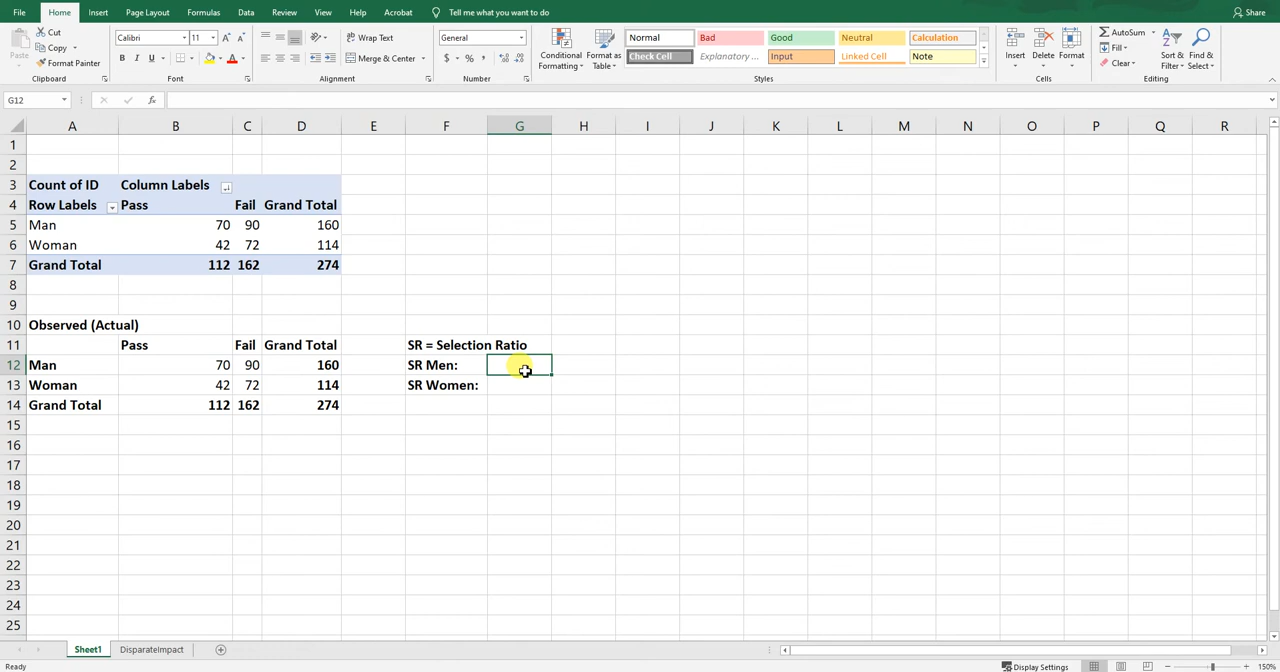 File Home Insert Page Layout Formulas Data Review View Help Acrobat Tell me what you want to do Share
Paste Cut Copy Format Painter Clipboard
Calibri 11 B I U Font
Wrap Text Merge & Center Alignment
General $ % , Number
Conditional Formatting Format as Table
Normal Bad Good Neutral Calculation
Check Cell Explanatory ... Input Linked Cell Note
Styles
Insert Delete Format Cells
AutoSum Fill Clear Sort & Filter Find & Select Editing
G12 fx
A B C D E F G H I J K L M N O P Q R
1
2
3 Count of ID Column Labels
4 Row Labels Pass Fail Grand Total
5 Man 70 90 160
6 Woman 42 72 114
7 Grand Total 112 162 274
8
9
10 Observed (Actual)
11 Pass Fail Grand Total SR = Selection Ratio
12 Man 70 90 160 SR Men:
13 Woman 42 72 114 SR Women:
14 Grand Total 112 162 274
15
16
17
18
19
20
21
22
23
24
25
Sheet1 DisparateImpact
Ready Display Settings 150%